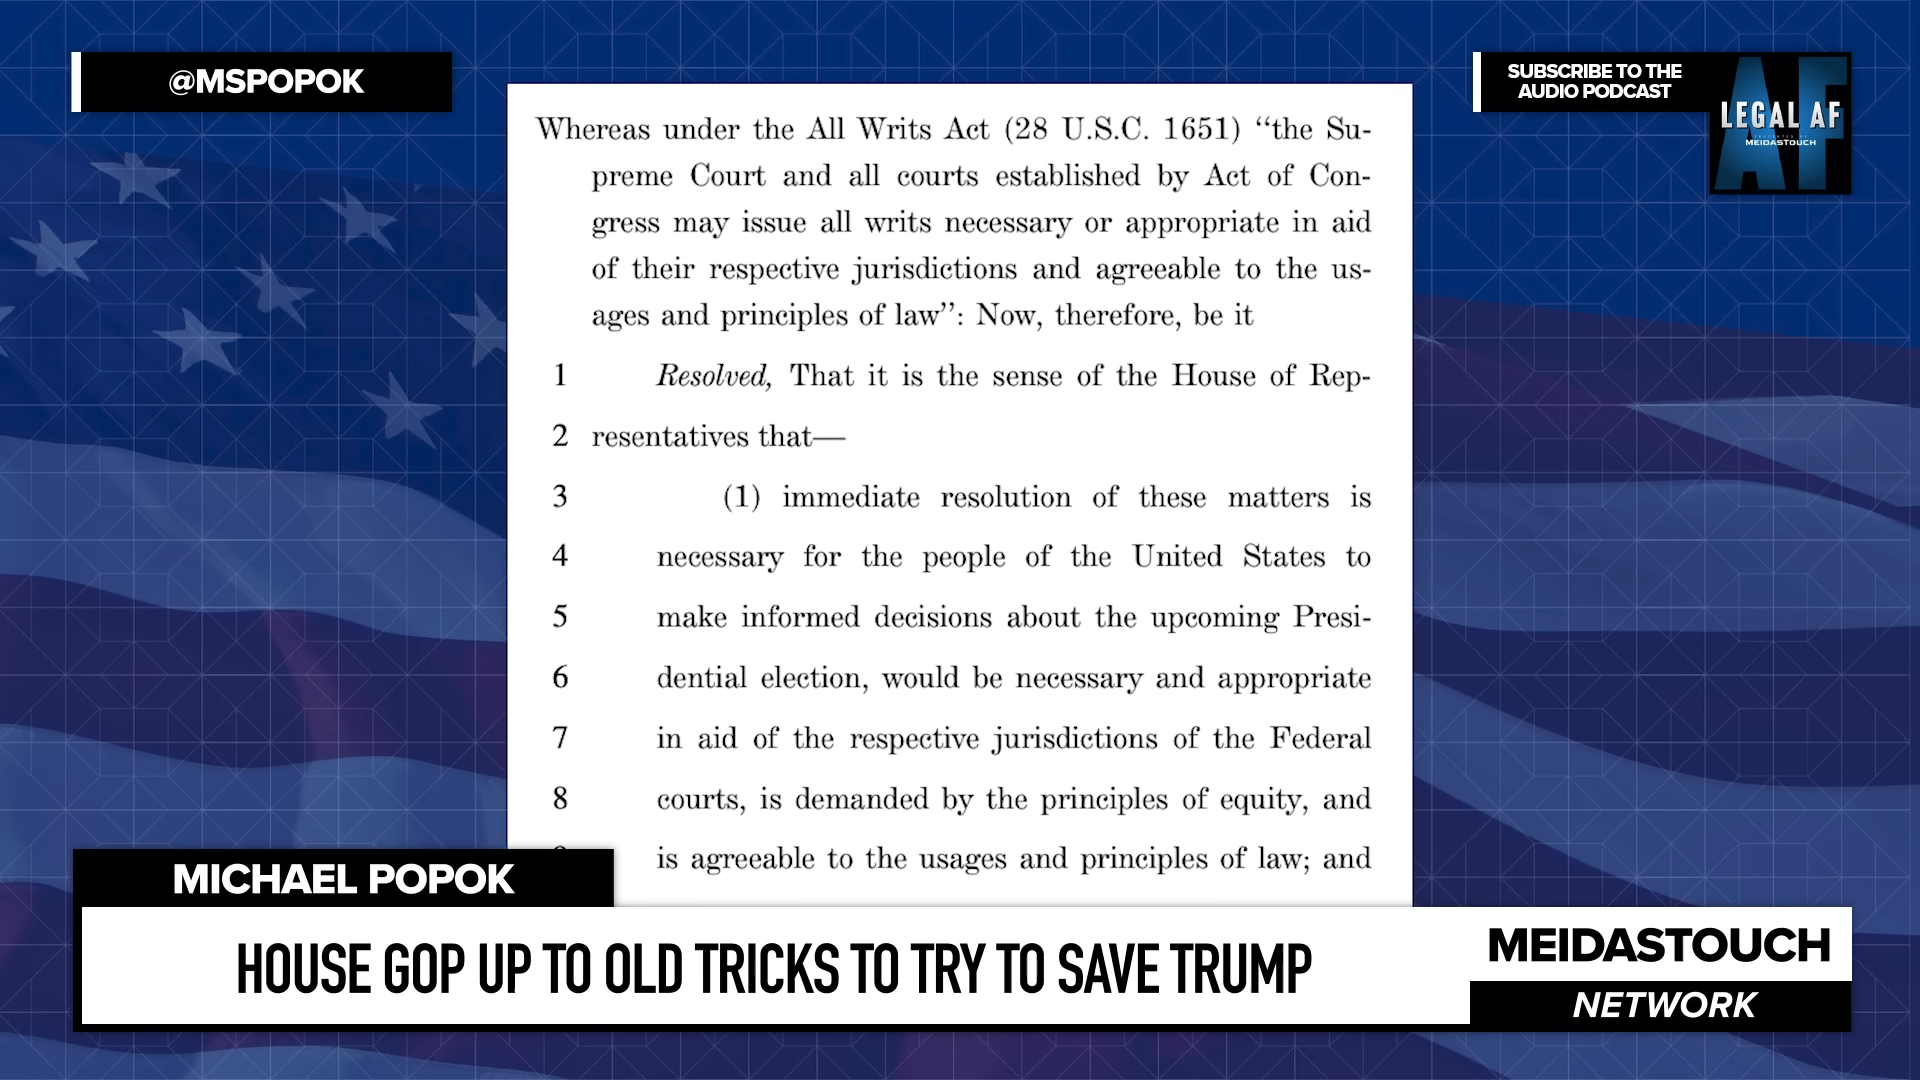 @MSPOPOK
SUBSCRIBE TO THE
AUDIO PODCAST
LEGAL AF
MEIDASTOUCH
Whereas under the All Writs Act (28 U.S.C. 1651) “the Su-
preme Court and all courts established by Act of Con-
gress may issue all writs necessary or appropriate in aid
of their respective jurisdictions and agreeable to the us-
ages and principles of law”: Now, therefore, be it
1 Resolved, That it is the sense of the House of Rep-
2 resentatives that—
3 (1) immediate resolution of these matters is
4 necessary for the people of the United States to
5 make informed decisions about the upcoming Presi-
6 dential election, would be necessary and appropriate
7 in aid of the respective jurisdictions of the Federal
8 courts, is demanded by the principles of equity, and
is agreeable to the usages and principles of law; and
MICHAEL POPOK
HOUSE GOP UP TO OLD TRICKS TO TRY TO SAVE TRUMP
MEIDASTOUCH
NETWORK